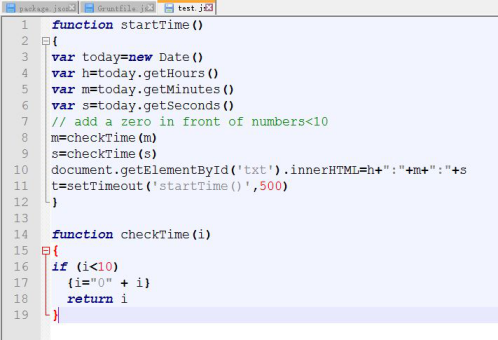 package.json Gruntfile.js test.js
1 function startTime()
2 {
3 var today=new Date()
4 var h=today.getHours()
5 var m=today.getMinutes()
6 var s=today.getSeconds()
7 // add a zero in front of numbers<10
8 m=checkTime(m)
9 s=checkTime(s)
10 document.getElementById('txt').innerHTML=h+":"+m+":"+s
11 t=setTimeout('startTime()',500)
12 }
13
14 function checkTime(i)
15 {
16 if (i<10)
17 {i="0" + i}
18 return i
19 }